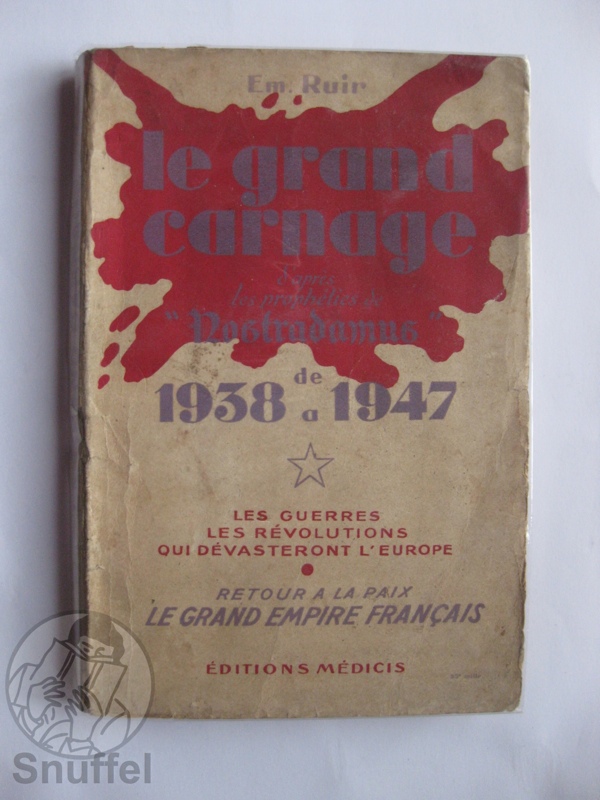 Em. Ruir
le grand
carnage
d'après
les prophéties de
"Nostradamus"
de
1938 a 1947
LES GUERRES
LES RÉVOLUTIONS
QUI DÉVASTERONT L'EUROPE
RETOUR A LA PAIX
LE GRAND EMPIRE FRANÇAIS
ÉDITIONS MÉDICIS
Snuffel